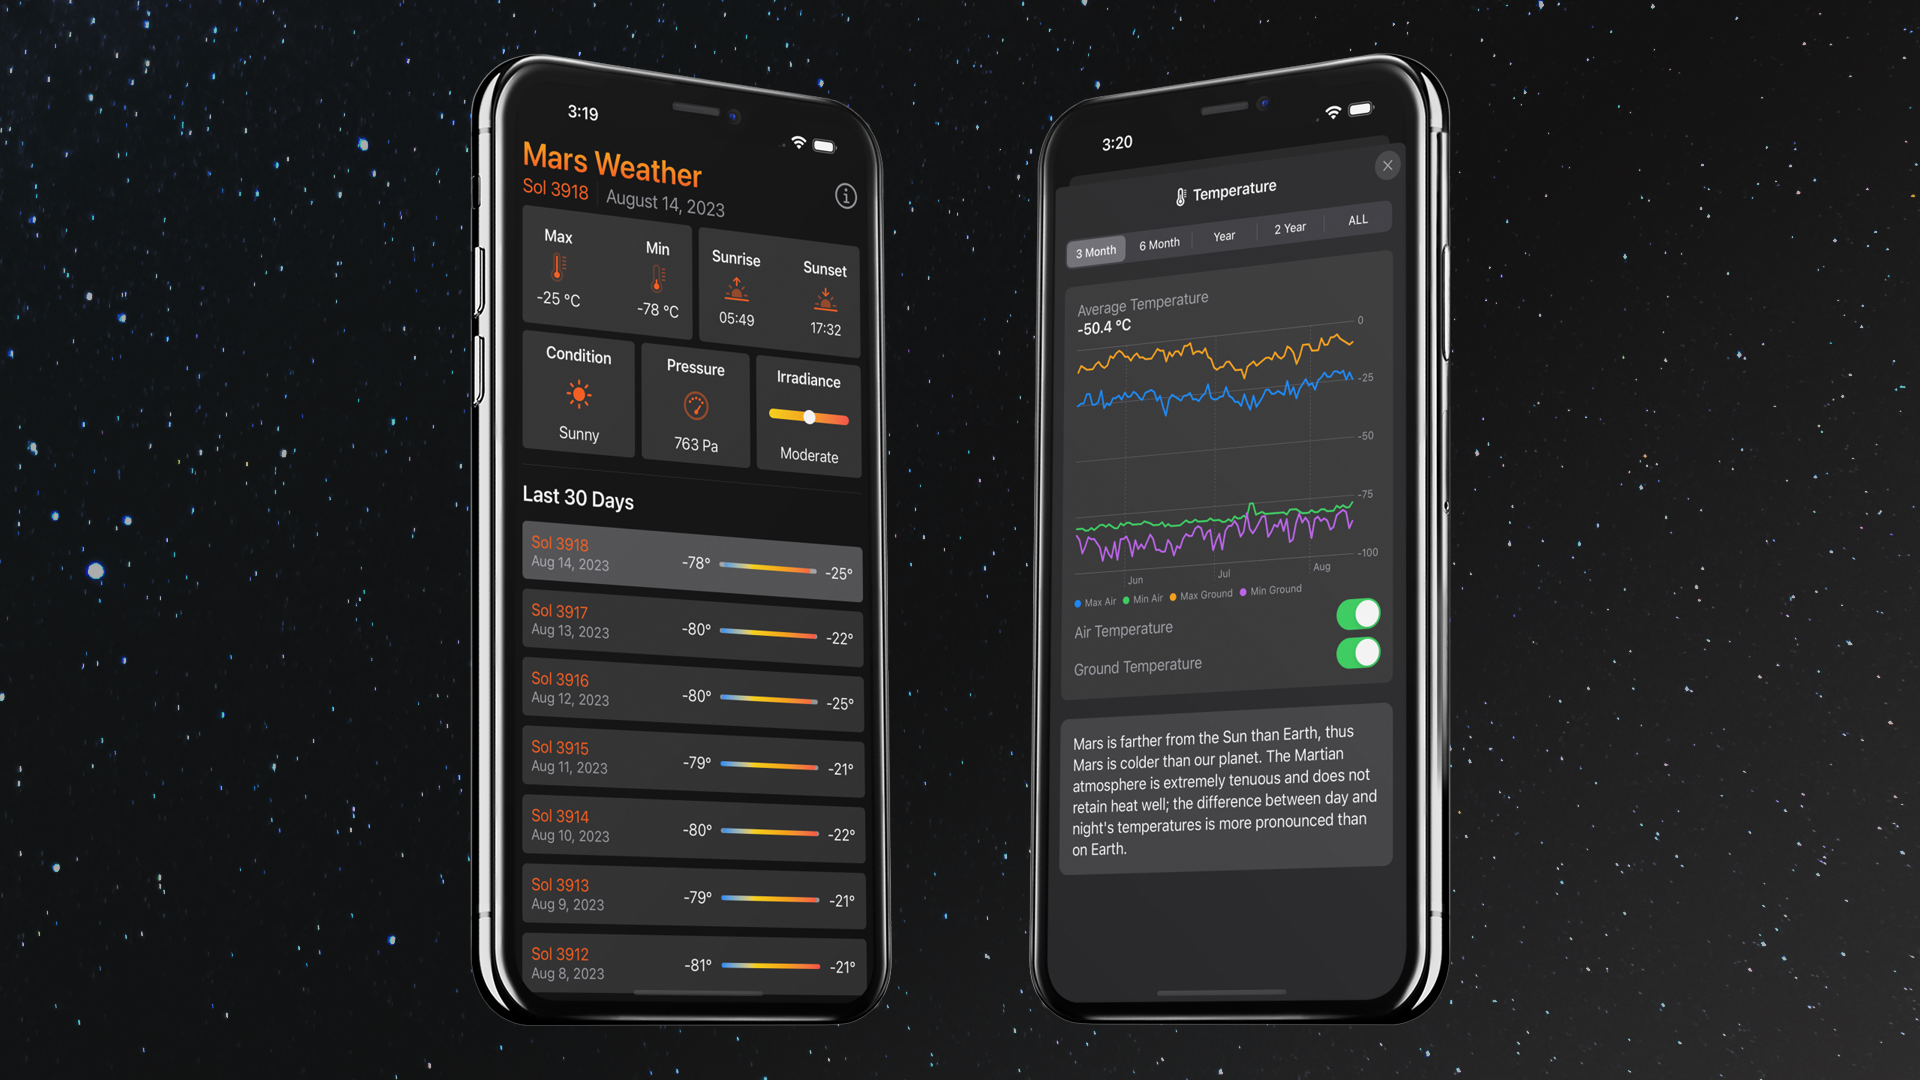 3:19
Mars Weather
Sol 3918 August 14, 2023
Max Min
-25 °C -78 °C
Sunrise Sunset
05:49 17:32
Condition
Sunny
Pressure
763 Pa
Irradiance
Moderate
Last 30 Days
Sol 3918
Aug 14, 2023
-78° -25°
Sol 3917
Aug 13, 2023
-80° -22°
Sol 3916
Aug 12, 2023
-80° -25°
Sol 3915
Aug 11, 2023
-79° -21°
Sol 3914
Aug 10, 2023
-80° -22°
Sol 3913
Aug 9, 2023
-79° -21°
Sol 3912
Aug 8, 2023
-81° -21°
3:20
Temperature
3 Month 6 Month Year 2 Year ALL
Average Temperature
-50.4 °C
0
-25
-50
-75
-100
Jun Jul Aug
Max Air Min Air Max Ground Min Ground
Air Temperature
Ground Temperature
Mars is farther from the Sun than Earth, thus
Mars is colder than our planet. The Martian
atmosphere is extremely tenuous and does not
retain heat well; the difference between day and
night's temperatures is more pronounced than
on Earth.